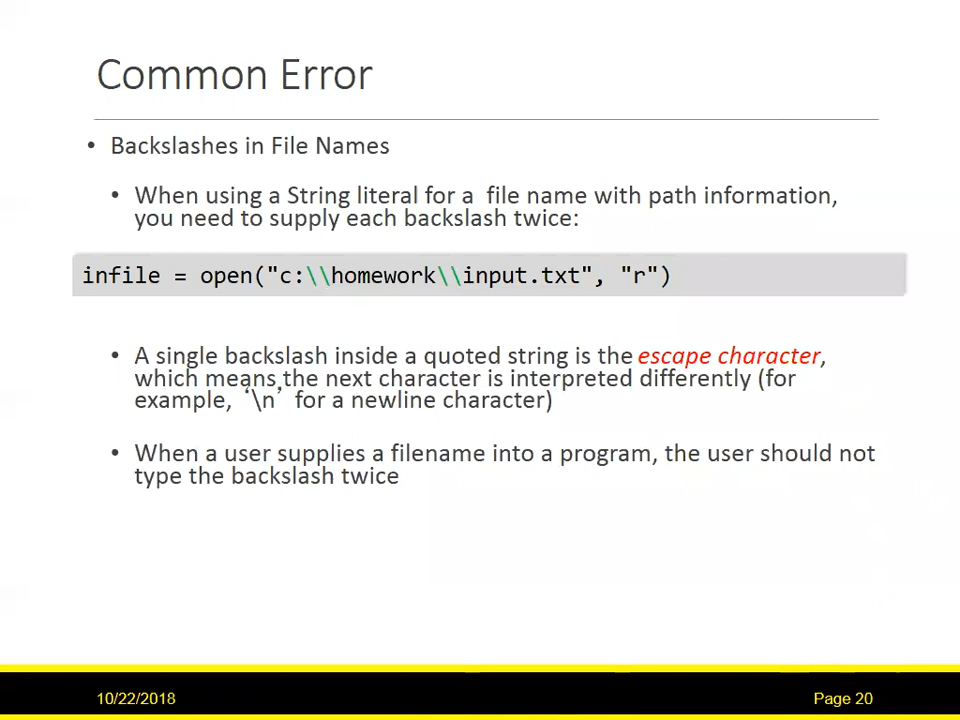 Common Error
• Backslashes in File Names
• When using a String literal for a file name with path information,
you need to supply each backslash twice:
infile = open("c:\\homework\\input.txt", "r")
• A single backslash inside a quoted string is the escape character,
which means the next character is interpreted differently (for
example, ‘\n’ for a newline character)
• When a user supplies a filename into a program, the user should not
type the backslash twice
10/22/2018
Page 20